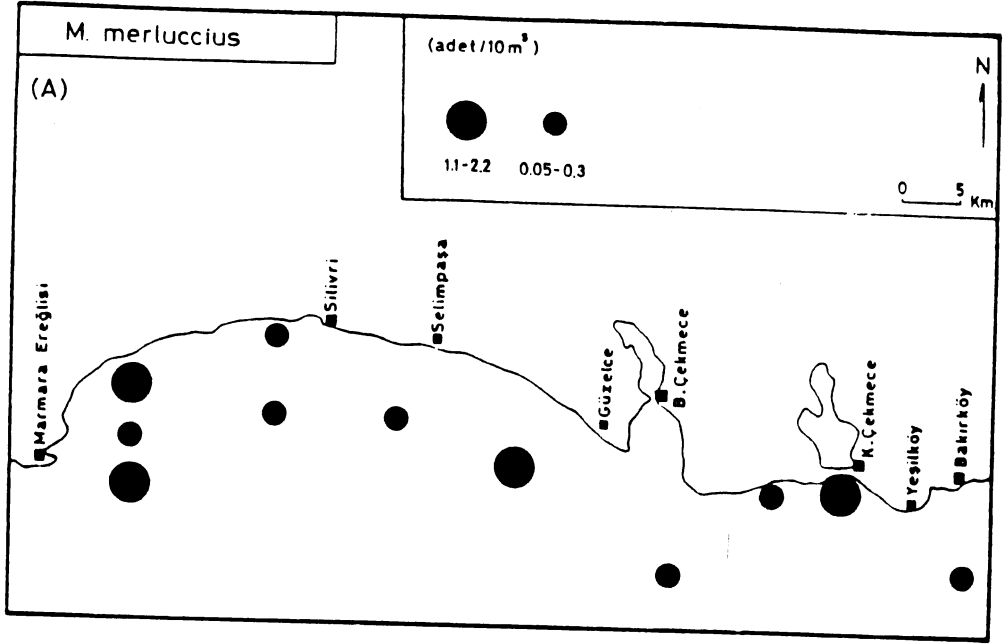 M. merluccius
(adet/10m³)
N
(A)
1.1-2.2 0.05-0.3
0 5 Km
Marmara Ereğlisi
Silivri
Selimpaşa
Güzelce
B.Çekmece
K.Çekmece
Yeşilköy
Bakırköy